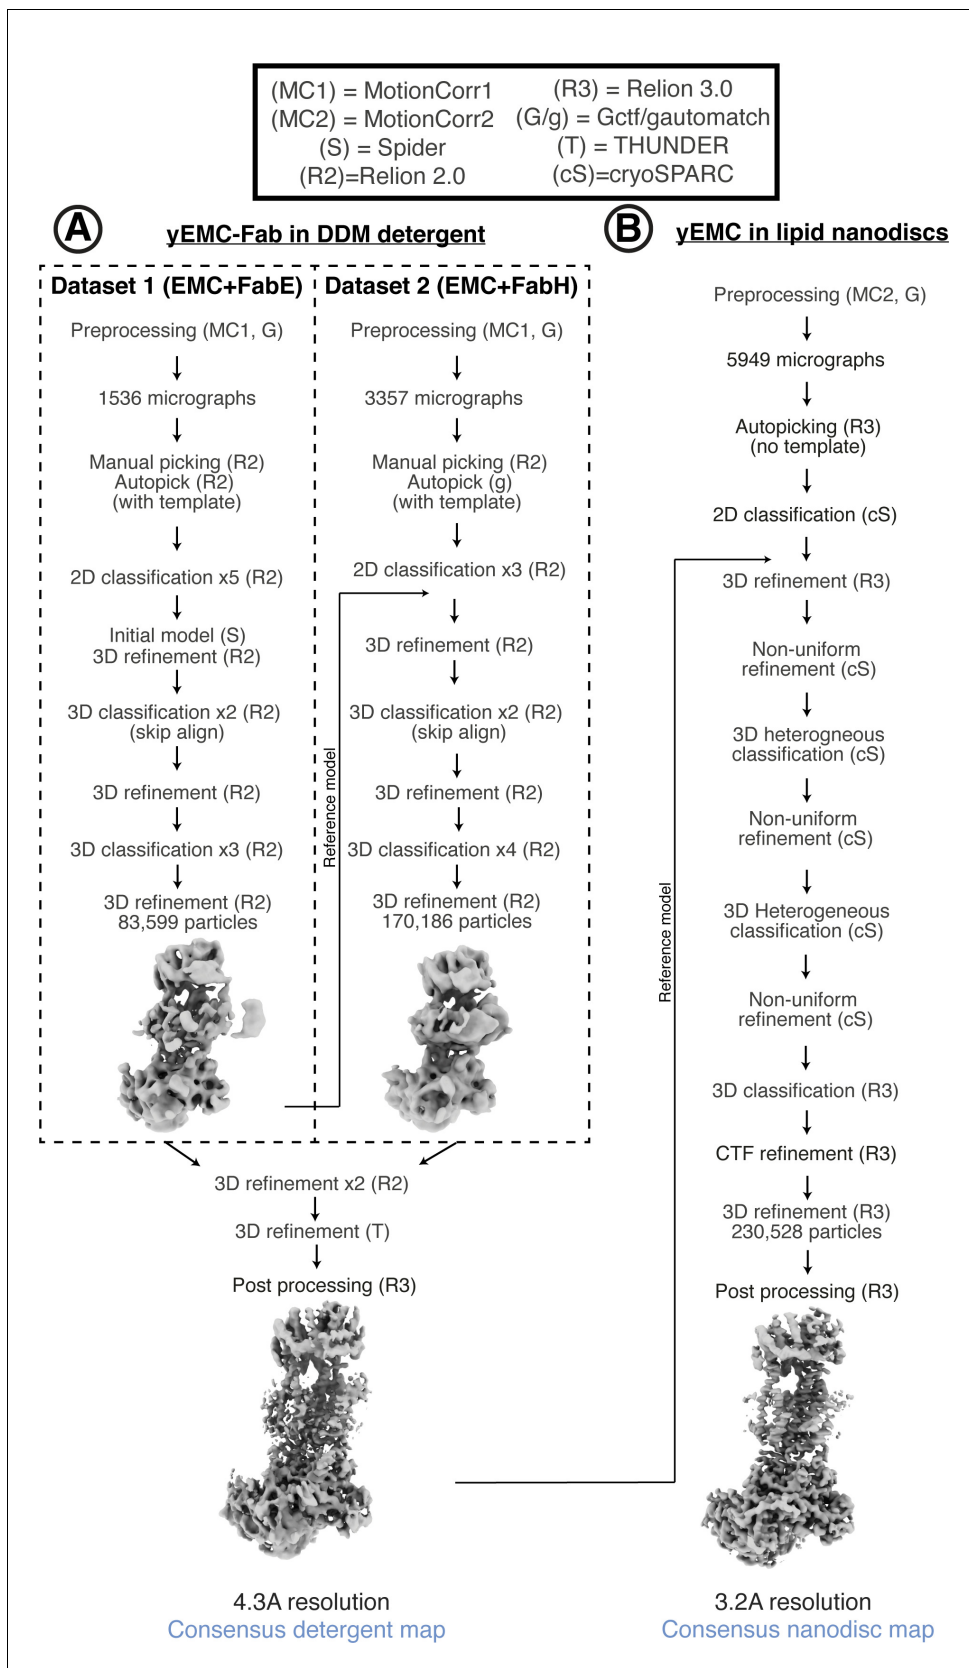 (MC1) = MotionCorr1
(MC2) = MotionCorr2
(S) = Spider
(R2)=Relion 2.0
(R3) = Relion 3.0
(G/g) = Gctf/gautomatch
(T) = THUNDER
(cS)=cryoSPARC
A
yEMC-Fab in DDM detergent
Dataset 1 (EMC+FabE)
Preprocessing (MC1, G)
1536 micrographs
Manual picking (R2)
Autopick (R2)
(with template)
2D classification x5 (R2)
Initial model (S)
3D refinement (R2)
3D classification x2 (R2)
(skip align)
3D refinement (R2)
3D classification x3 (R2)
3D refinement (R2)
83,599 particles
Dataset 2 (EMC+FabH)
Preprocessing (MC1, G)
3357 micrographs
Manual picking (R2)
Autopick (g)
(with template)
2D classification x3 (R2)
Reference model
3D refinement (R2)
3D classification x2 (R2)
(skip align)
3D refinement (R2)
3D classification x4 (R2)
3D refinement (R2)
170,186 particles
3D refinement x2 (R2)
3D refinement (T)
Post processing (R3)
4.3A resolution
Consensus detergent map
B
yEMC in lipid nanodiscs
Preprocessing (MC2, G)
5949 micrographs
Autopicking (R3)
(no template)
2D classification (cS)
Reference model
3D refinement (R3)
Non-uniform
refinement (cS)
3D heterogneous
classification (cS)
Non-uniform
refinement (cS)
3D Heterogeneous
classification (cS)
Non-uniform
refinement (cS)
3D classification (R3)
CTF refinement (R3)
3D refinement (R3)
230,528 particles
Post processing (R3)
3.2A resolution
Consensus nanodisc map